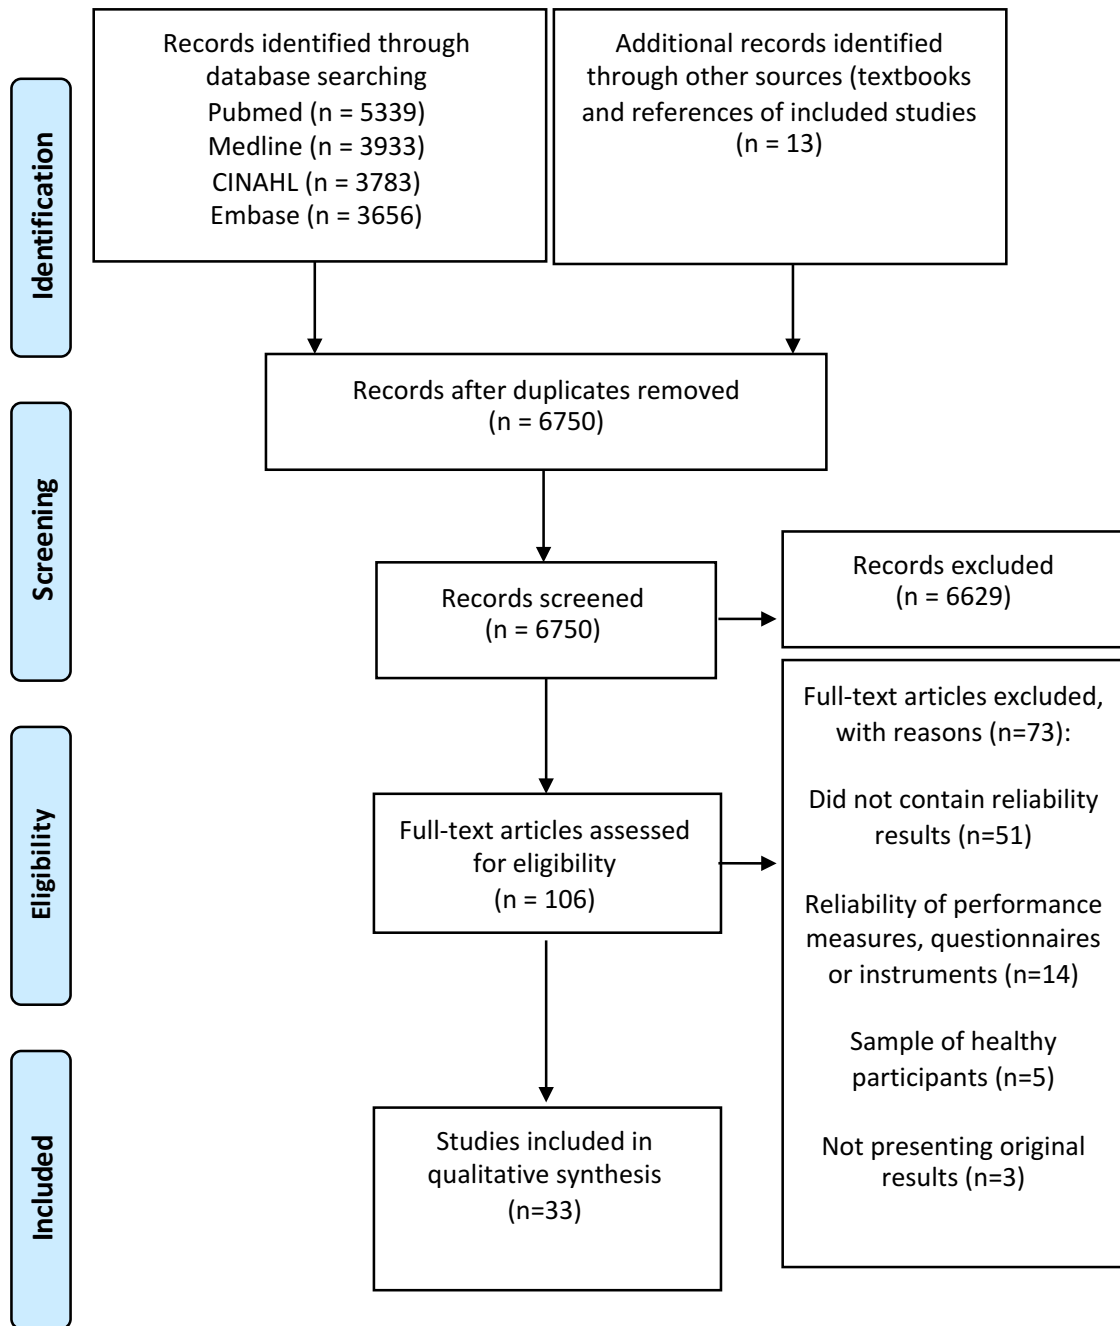 Identification
Records identified through
database searching
Pubmed (n = 5339)
Medline (n = 3933)
CINAHL (n = 3783)
Embase (n = 3656)
Additional records identified
through other sources (textbooks
and references of included studies
(n = 13)
Records after duplicates removed
(n = 6750)
Screening
Records screened
(n = 6750)
Records excluded
(n = 6629)
Eligibility
Full-text articles assessed
for eligibility
(n = 106)
Full-text articles excluded,
with reasons (n=73):
Did not contain reliability
results (n=51)
Reliability of performance
measures, questionnaires
or instruments (n=14)
Sample of healthy
participants (n=5)
Not presenting original
results (n=3)
Included
Studies included in
qualitative synthesis
(n=33)